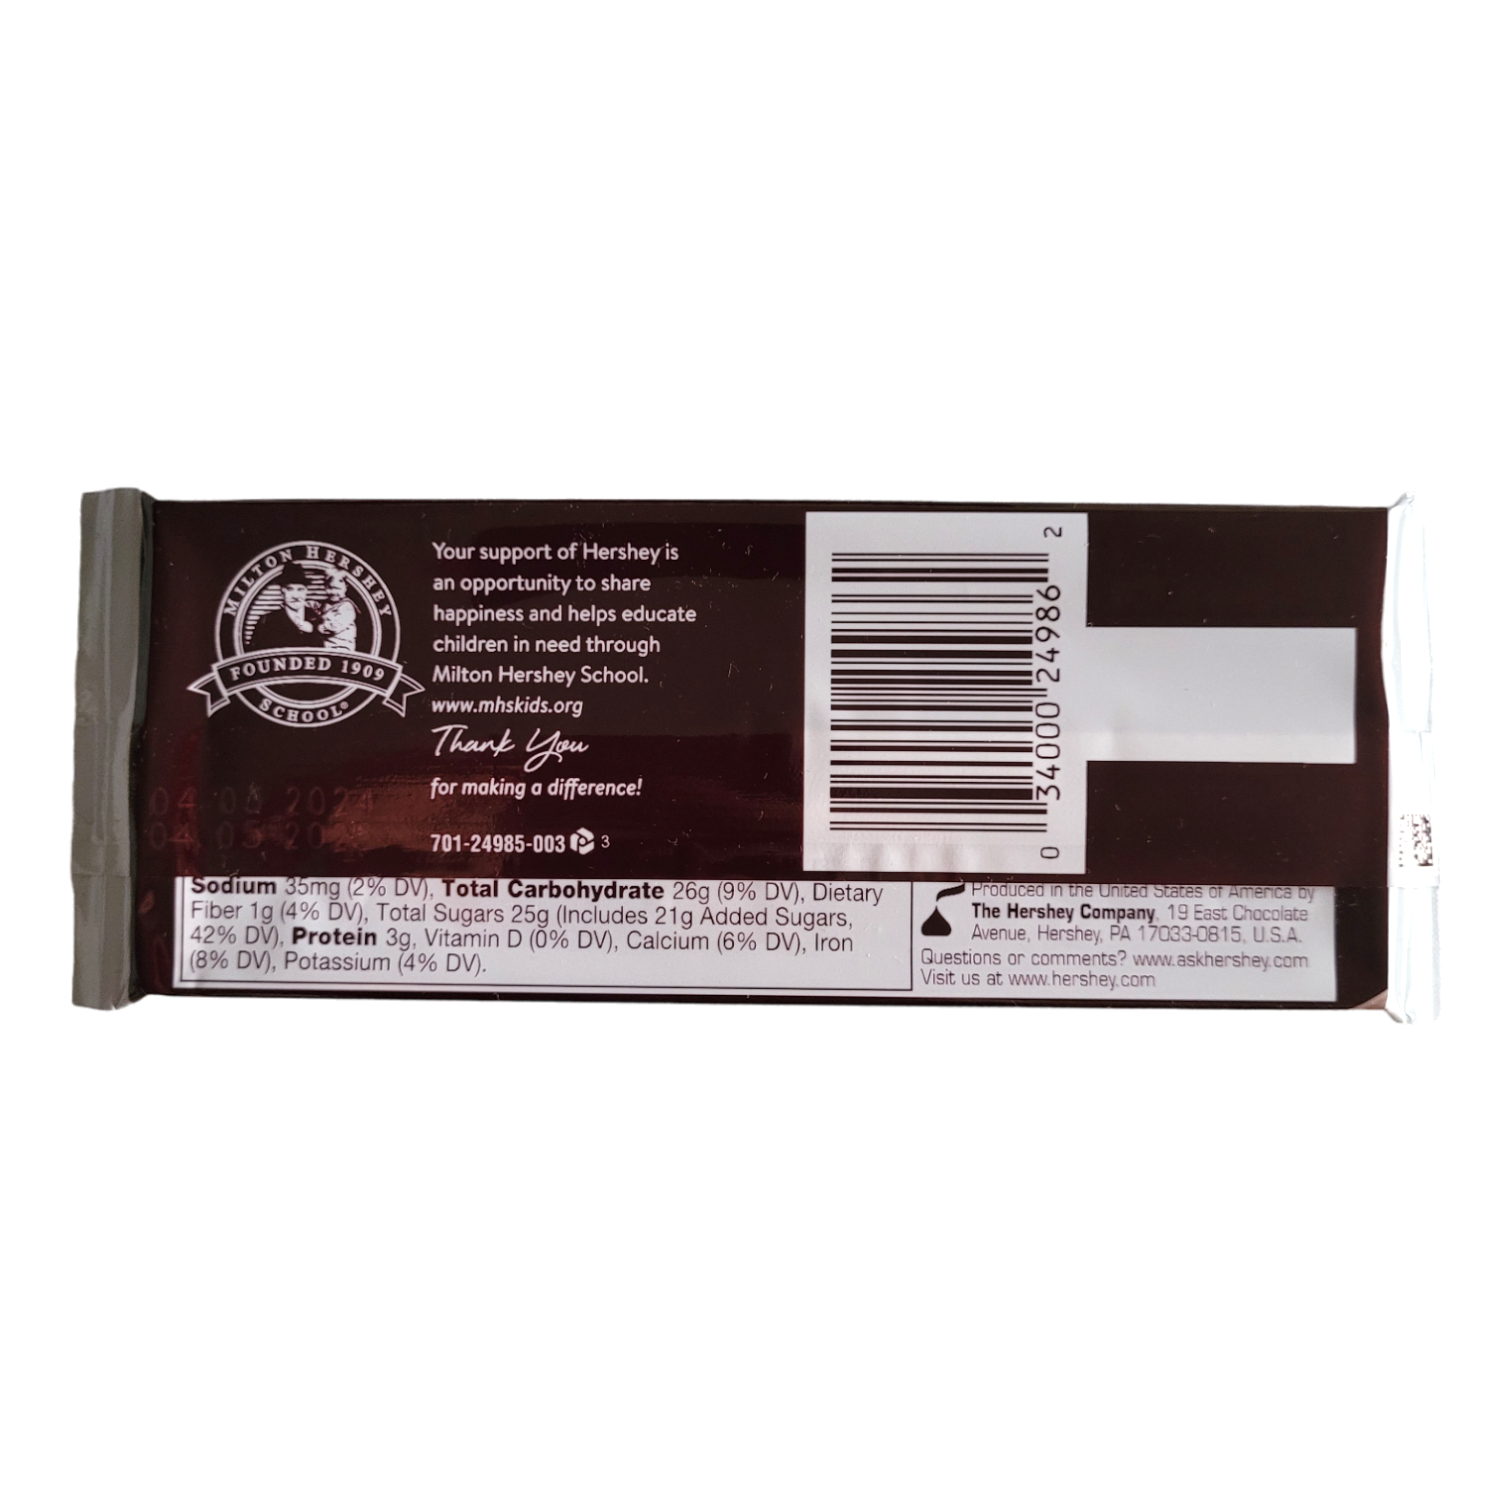 MILTON HERSHEY
FOUNDED 1909
SCHOOL®
Your support of Hershey is
an opportunity to share
happiness and helps educate
children in need through
Milton Hershey School.
www.mhskids.org
Thank You
for making a difference!
701-24985-003 3
04 2024
04
0 34000 24986 2
Sodium 35mg (2% DV), Total Carbohydrate 26g (9% DV), Dietary
Fiber 1g (4% DV), Total Sugars 25g (Includes 21g Added Sugars,
42% DV), Protein 3g, Vitamin D (0% DV), Calcium (6% DV), Iron
(8% DV), Potassium (4% DV).
Produced in the United States of America by
The Hershey Company, 19 East Chocolate
Avenue, Hershey, PA 17033-0815, U.S.A.
Questions or comments? www.askhershey.com
Visit us at www.hershey.com